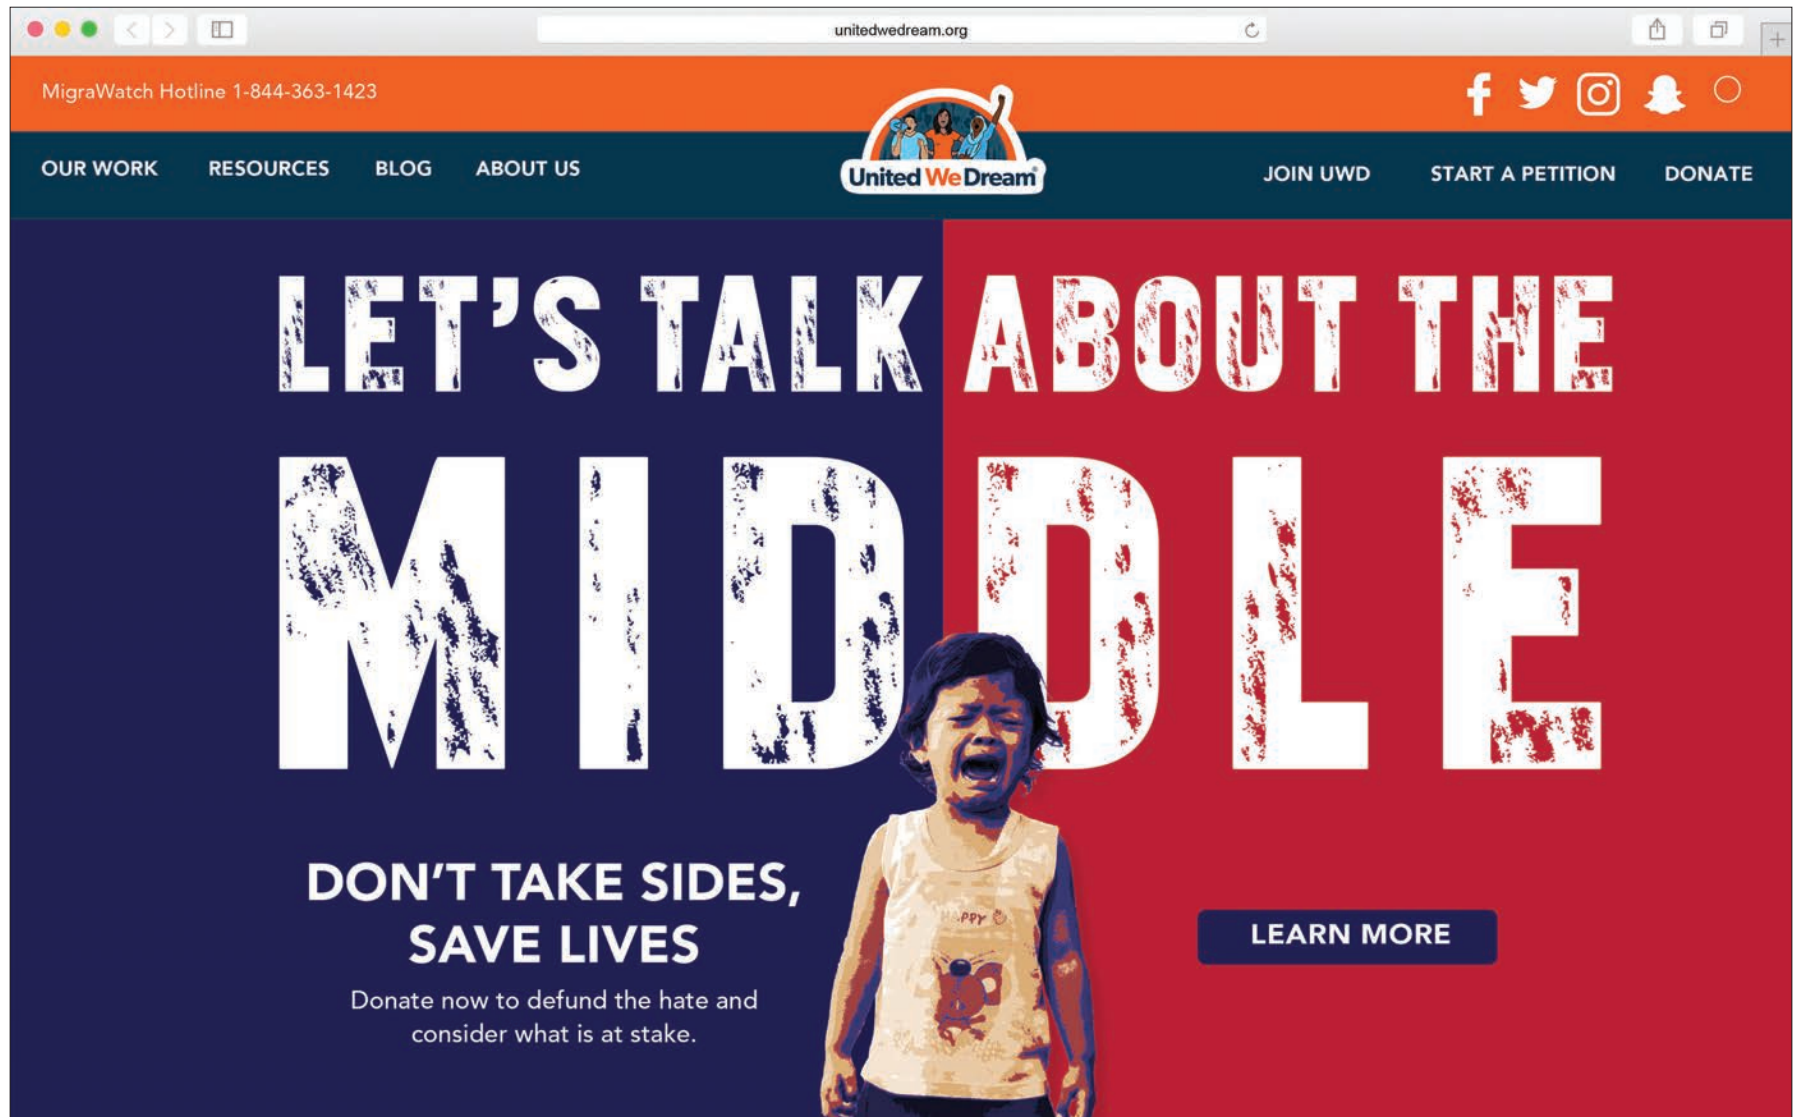 unitedwedream.org
MigraWatch Hotline 1-844-363-1423
OUR WORK RESOURCES BLOG ABOUT US
United We Dream
JOIN UWD START A PETITION DONATE
LET'S TALK ABOUT THE
MIDDLE
DON'T TAKE SIDES,
SAVE LIVES
Donate now to defund the hate and
consider what is at stake.
HAPPY
LEARN MORE